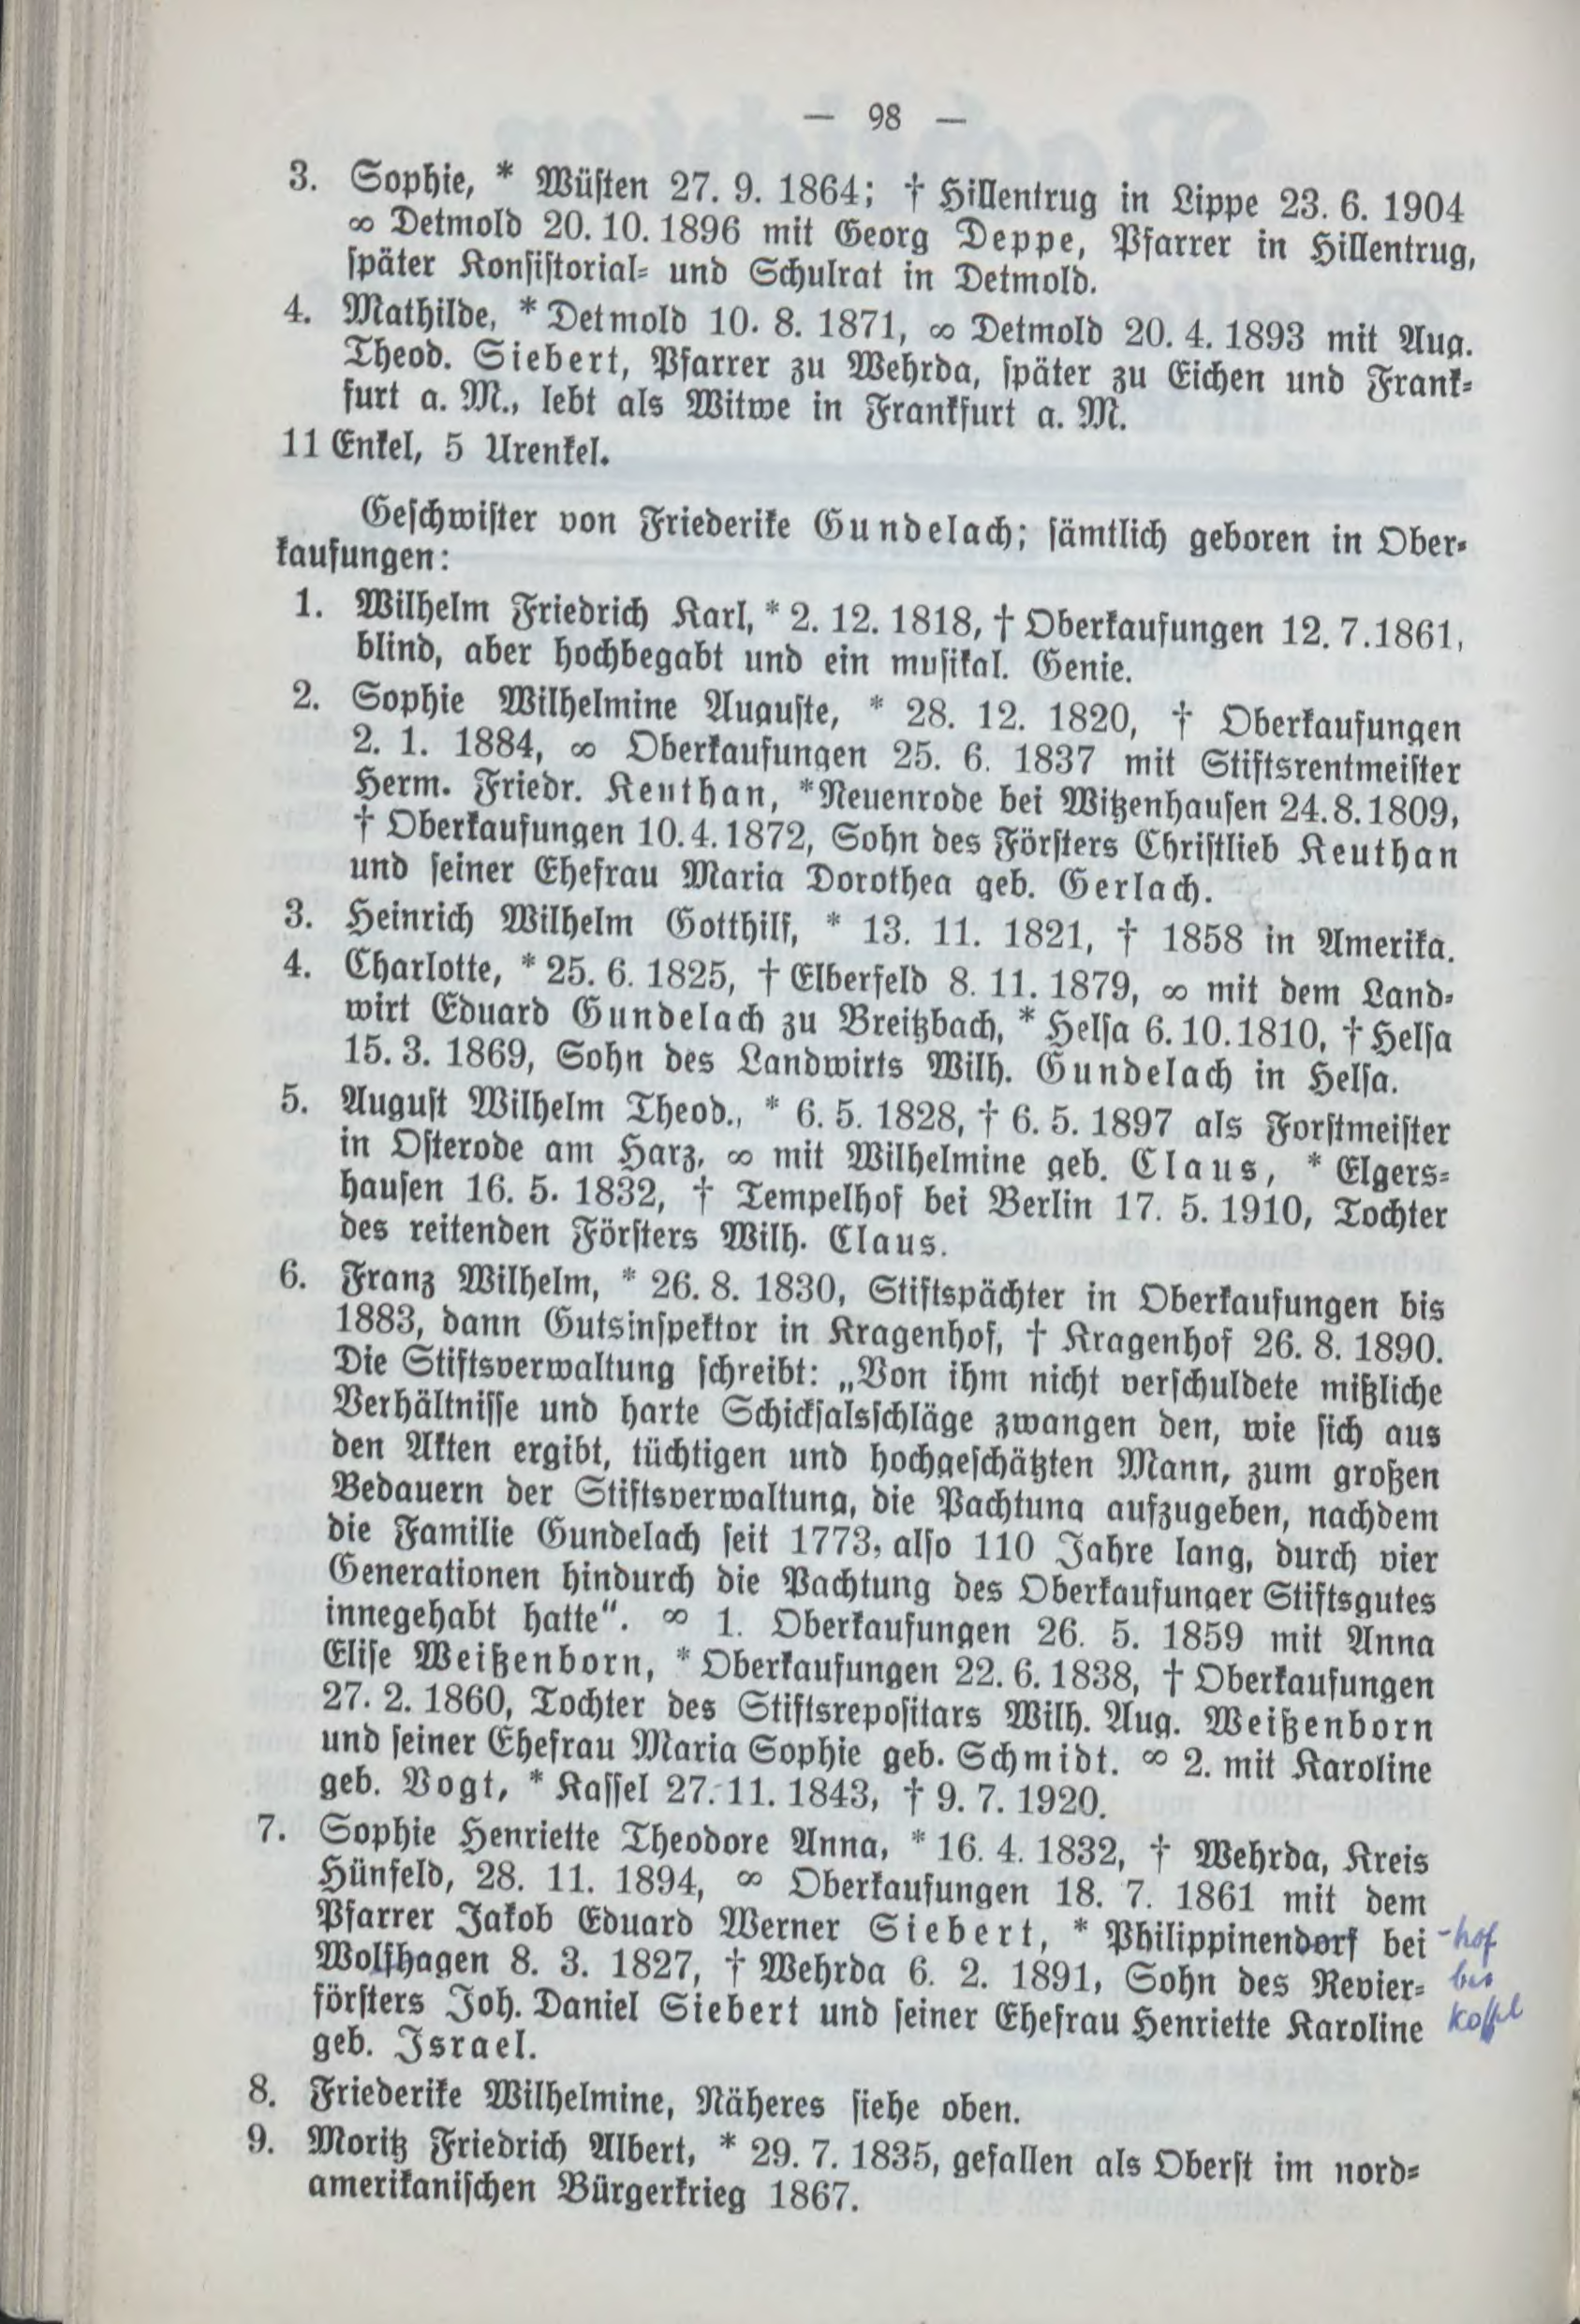 — 98 —
3. Sophie, * Wüsten 27. 9. 1864; † Hillentrug in Lippe 23. 6. 1904
∞ Detmold 20. 10. 1896 mit Georg Deppe, Pfarrer in Hillentrug,
später Konsistorial- und Schulrat in Detmold.
4. Mathilde, * Detmold 10. 8. 1871, ∞ Detmold 20. 4. 1893 mit Aug.
Theod. Siebert, Pfarrer zu Wehrda, später zu Eichen und Frank-
furt a. M., lebt als Witwe in Frankfurt a. M.
11 Enkel, 5 Urenkel.
Geschwister von Friederike Gundelach; sämtlich geboren in Ober-
kaufungen:
1. Wilhelm Friedrich Karl, * 2. 12. 1818, † Oberkaufungen 12. 7. 1861,
blind, aber hochbegabt und ein musikal. Genie.
2. Sophie Wilhelmine Auguste, * 28. 12. 1820, † Oberkaufungen
2. 1. 1884, ∞ Oberkaufungen 25. 6. 1837 mit Stiftsrentmeister
Herm. Friedr. Keuthan, * Neuenrode bei Witzenhausen 24. 8. 1809,
† Oberkaufungen 10. 4. 1872, Sohn des Försters Christlieb Keuthan
und seiner Ehefrau Maria Dorothea geb. Gerlach.
3. Heinrich Wilhelm Gotthilf, * 13. 11. 1821, † 1858 in Amerika.
4. Charlotte, * 25. 6. 1825, † Elberfeld 8. 11. 1879, ∞ mit dem Land-
wirt Eduard Gundelach zu Breitzbach, * Helsa 6. 10. 1810, † Helsa
15. 3. 1869, Sohn des Landwirts Wilh. Gundelach in Helsa.
5. August Wilhelm Theod., * 6. 5. 1828, † 6. 5. 1897 als Forstmeister
in Osterode am Harz, ∞ mit Wilhelmine geb. Claus, * Elgers-
hausen 16. 5. 1832, † Tempelhof bei Berlin 17. 5. 1910, Tochter
des reitenden Försters Wilh. Claus.
6. Franz Wilhelm, * 26. 8. 1830, Stiftspächter in Oberkaufungen bis
1883, dann Gutsinspektor in Kragenhof, † Kragenhof 26. 8. 1890.
Die Stiftsverwaltung schreibt: „Von ihm nicht verschuldete mißliche
Verhältnisse und harte Schicksalsschläge zwangen den, wie sich aus
den Akten ergibt, tüchtigen und hochgeschätzten Mann, zum großen
Bedauern der Stiftsverwaltung, die Pachtung aufzugeben, nachdem
die Familie Gundelach seit 1773, also 110 Jahre lang, durch vier
Generationen hindurch die Pachtung des Oberkaufunger Stiftsgutes
innegehabt hatte“. ∞ 1. Oberkaufungen 26. 5. 1859 mit Anna
Elise Weißenborn, * Oberkaufungen 22. 6. 1838, † Oberkaufungen
27. 2. 1860, Tochter des Stiftsrepositars Wilh. Aug. Weißenborn
und seiner Ehefrau Maria Sophie geb. Schmidt. ∞ 2. mit Karoline
geb. Vogt, * Kassel 27. 11. 1843, † 9. 7. 1920.
7. Sophie Henriette Theodore Anna, * 16. 4. 1832, † Wehrda, Kreis
Hünfeld, 28. 11. 1894, ∞ Oberkaufungen 18. 7. 1861 mit dem
Pfarrer Jakob Eduard Werner Siebert, * Philippinendorf bei -hof
Wolfhagen 8. 3. 1827, † Wehrda 6. 2. 1891, Sohn des Revier-
försters Joh. Daniel Siebert und seiner Ehefrau Henriette Karoline
geb. Israel.
8. Friederike Wilhelmine, Näheres siehe oben.
9. Moritz Friedrich Albert, * 29. 7. 1835, gefallen als Oberst im nord-
amerikanischen Bürgerkrieg 1867.